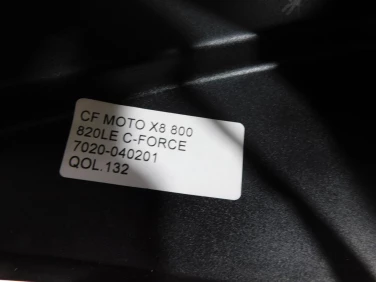 CF MOTO X8 800
820LE C-FORCE
7020-040201
QOL.132